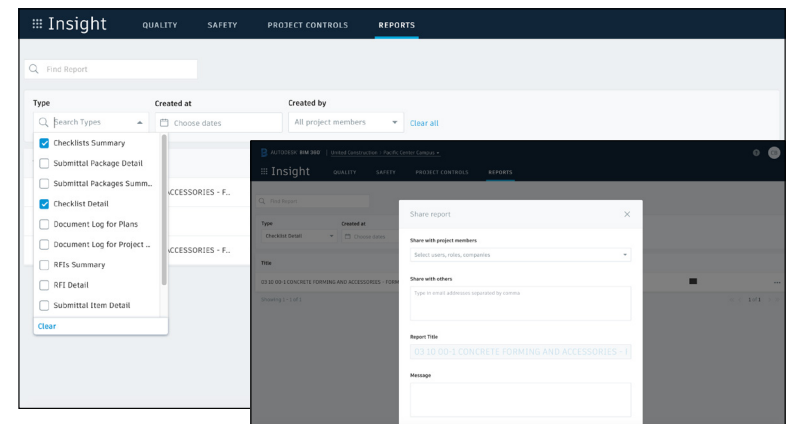 Insight QUALITY SAFETY PROJECT CONTROLS REPORTS
Find Report
Type Created at Created by
Search Types Choose dates All project members Clear all
Checklists Summary
Submittal Package Detail
Submittal Packages Summ...
ACCESSORIES - F...
Checklist Detail
Document Log for Plans
Document Log for Project ...
ACCESSORIES - F...
RFIs Summary
RFI Detail
Submittal Item Detail
Clear
AUTODESK BIM 360 United Construction - Pacific Center Campus
Insight QUALITY SAFETY PROJECT CONTROLS REPORTS
Find Report
Type Created at
Checklist Detail Choose dates
Title
03 10 00-1 CONCRETE FORMING AND ACCESSORIES - FORM
Showing 1-1 of 1
1 of 1
Share report
Share with project members
Select users, roles, companies
Share with others
Type in email addresses separated by comma
Report Title
03 10 00-1 CONCRETE FORMING AND ACCESSORIES - F
Message